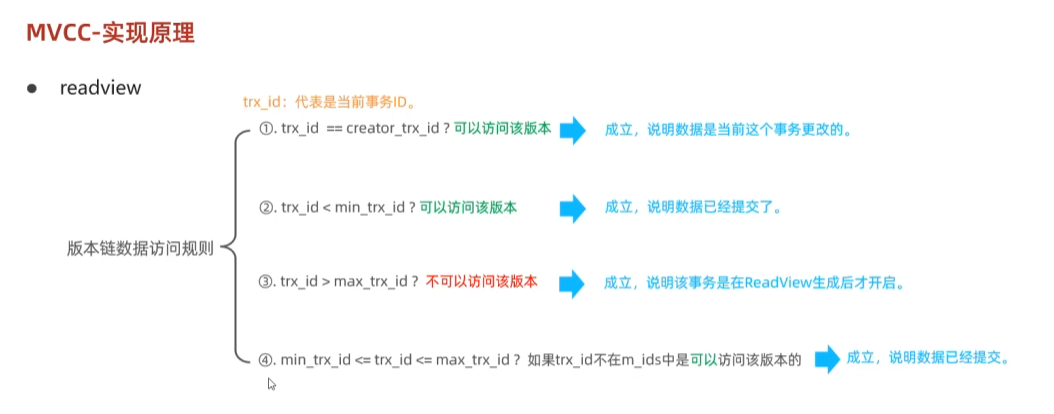 MVCC-实现原理
● readview
trx_id：代表是当前事务ID。
①. trx_id == creator_trx_id ? 可以访问该版本 成立，说明数据是当前这个事务更改的。
②. trx_id < min_trx_id ? 可以访问该版本 成立，说明数据已经提交了。
版本链数据访问规则
③. trx_id > max_trx_id ? 不可以访问该版本 成立，说明该事务是在ReadView生成后才开启。
④. min_trx_id <= trx_id <= max_trx_id ? 如果trx_id不在m_ids中是可以访问该版本的 成立，说明数据已经提交。